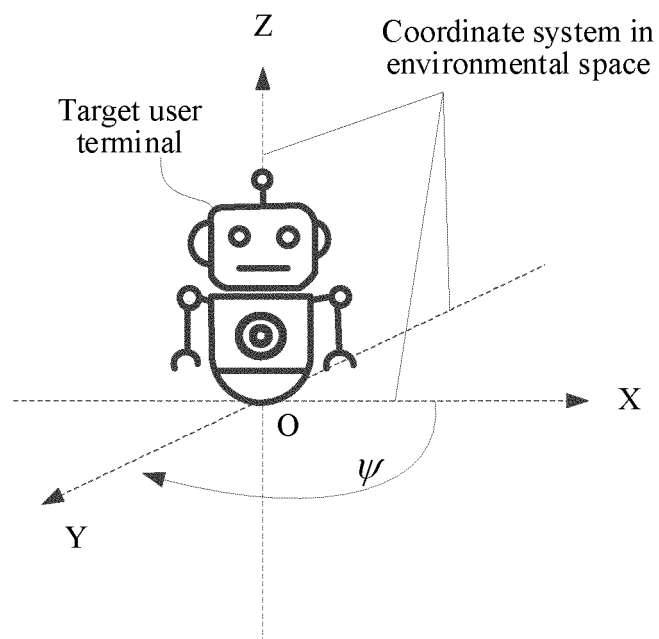 Z
Coordinate system in
environmental space
Target user
terminal
X
O
ψ
Y